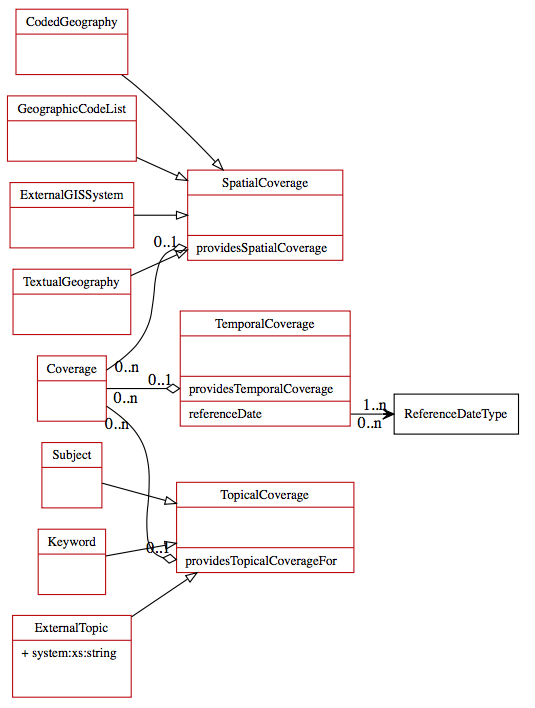 CodedGeography
GeographicCodeList
SpatialCoverage
ExternalGISSystem
0..1
providesSpatialCoverage
TextualGeography
TemporalCoverage
Coverage
0..n
0..1
providesTemporalCoverage
0..n
1..n
referenceDate
ReferenceDateType
0..n
0..n
Subject
TopicalCoverage
Keyword
0..1
providesTopicalCoverageFor
ExternalTopic
+ system:xs:string